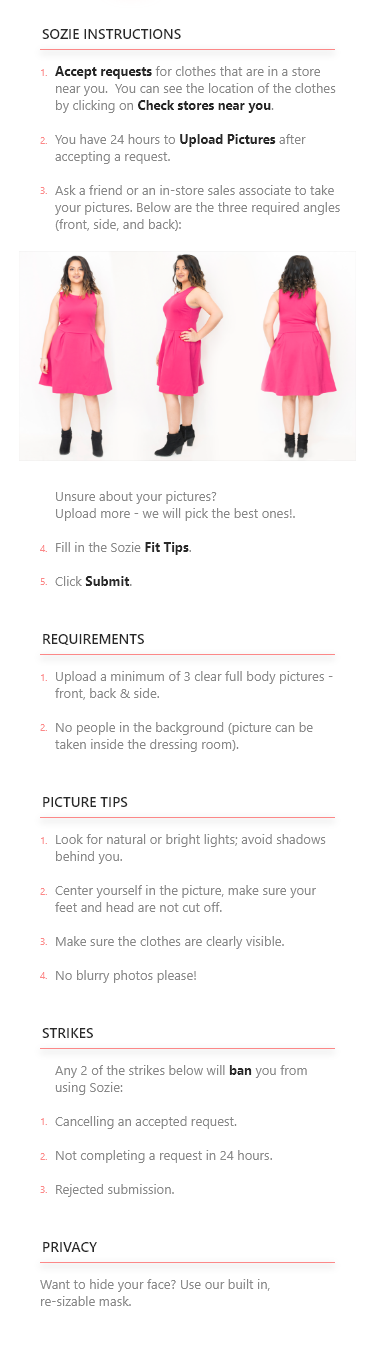 SOZIE INSTRUCTIONS
1. Accept requests for clothes that are in a store
near you. You can see the location of the clothes
by clicking on Check stores near you.
2. You have 24 hours to Upload Pictures after
accepting a request.
3. Ask a friend or an in-store sales associate to take
your pictures. Below are the three required angles
(front, side, and back):
Unsure about your pictures?
Upload more - we will pick the best ones!.
4. Fill in the Sozie Fit Tips.
5. Click Submit.
REQUIREMENTS
1. Upload a minimum of 3 clear full body pictures -
front, back & side.
2. No people in the background (picture can be
taken inside the dressing room).
PICTURE TIPS
1. Look for natural or bright lights; avoid shadows
behind you.
2. Center yourself in the picture, make sure your
feet and head are not cut off.
3. Make sure the clothes are clearly visible.
4. No blurry photos please!
STRIKES
Any 2 of the strikes below will ban you from
using Sozie:
1. Cancelling an accepted request.
2. Not completing a request in 24 hours.
3. Rejected submission.
PRIVACY
Want to hide your face? Use our built in,
re-sizable mask.